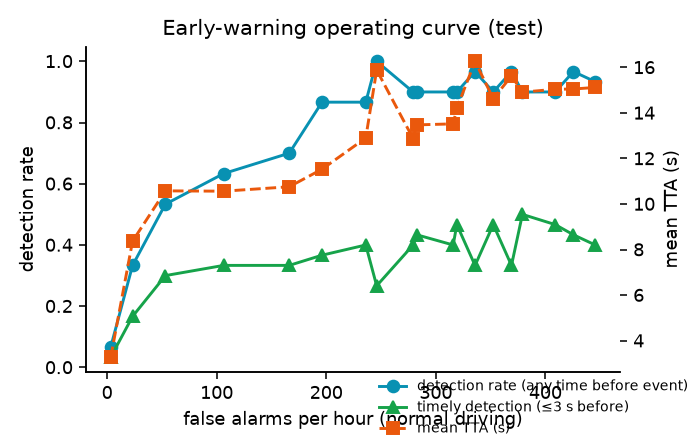 Early-warning operating curve (test)
1.0
0.8
0.6
0.4
0.2
0.0
detection rate
16
14
12
10
8
6
4
mean TTA (s)
0 100 200 300 400
false alarms per hour (normal driving)
detection rate (any time before event)
timely detection (≤3 s before)
mean TTA (s)